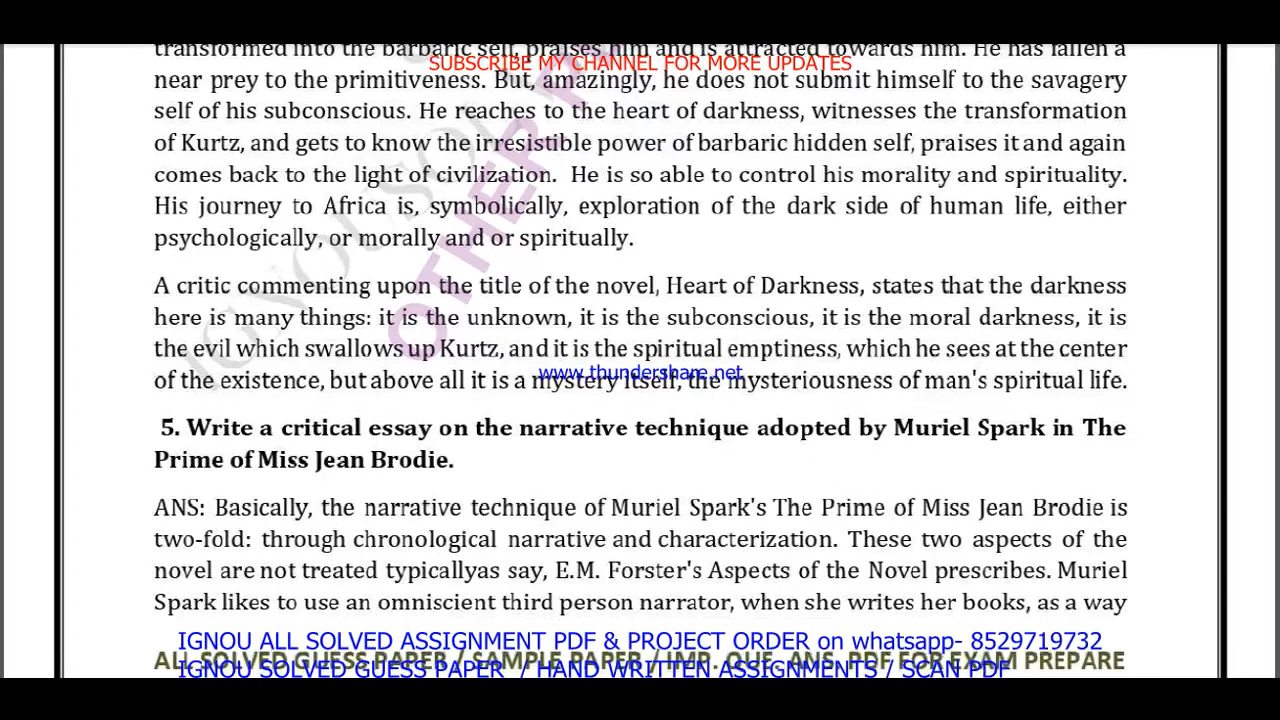 transformed into the barbaric self, praises him and is attracted towards him. He has fallen a
SUBSCRIBE MY CHANNEL FOR MORE UPDATES
near prey to the primitiveness. But, amazingly, he does not submit himself to the savagery
self of his subconscious. He reaches to the heart of darkness, witnesses the transformation
of Kurtz, and gets to know the irresistible power of barbaric hidden self, praises it and again
comes back to the light of civilization. He is so able to control his morality and spirituality.
His journey to Africa is, symbolically, exploration of the dark side of human life, either
psychologically, or morally and or spiritually.
IGNOUSOL
OTHER
A critic commenting upon the title of the novel, Heart of Darkness, states that the darkness
here is many things: it is the unknown, it is the subconscious, it is the moral darkness, it is
the evil which swallows up Kurtz, and it is the spiritual emptiness, which he sees at the center
www.thundershare.net
of the existence, but above all it is a mystery itself, the mysteriousness of man's spiritual life.
5. Write a critical essay on the narrative technique adopted by Muriel Spark in The
Prime of Miss Jean Brodie.
ANS: Basically, the narrative technique of Muriel Spark's The Prime of Miss Jean Brodie is
two-fold: through chronological narrative and characterization. These two aspects of the
novel are not treated typicallyas say, E.M. Forster's Aspects of the Novel prescribes. Muriel
Spark likes to use an omniscient third person narrator, when she writes her books, as a way
IGNOU ALL SOLVED ASSIGNMENT PDF & PROJECT ORDER on whatsapp- 8529719732
ALL SOLVED GUESS PAPER / SAMPLE PAPER / IMP. QUE. ANS. PDF FOR EXAM PREPARE
IGNOU SOLVED GUESS PAPER / HAND WRITTEN ASSIGNMENTS / SCAN PDF